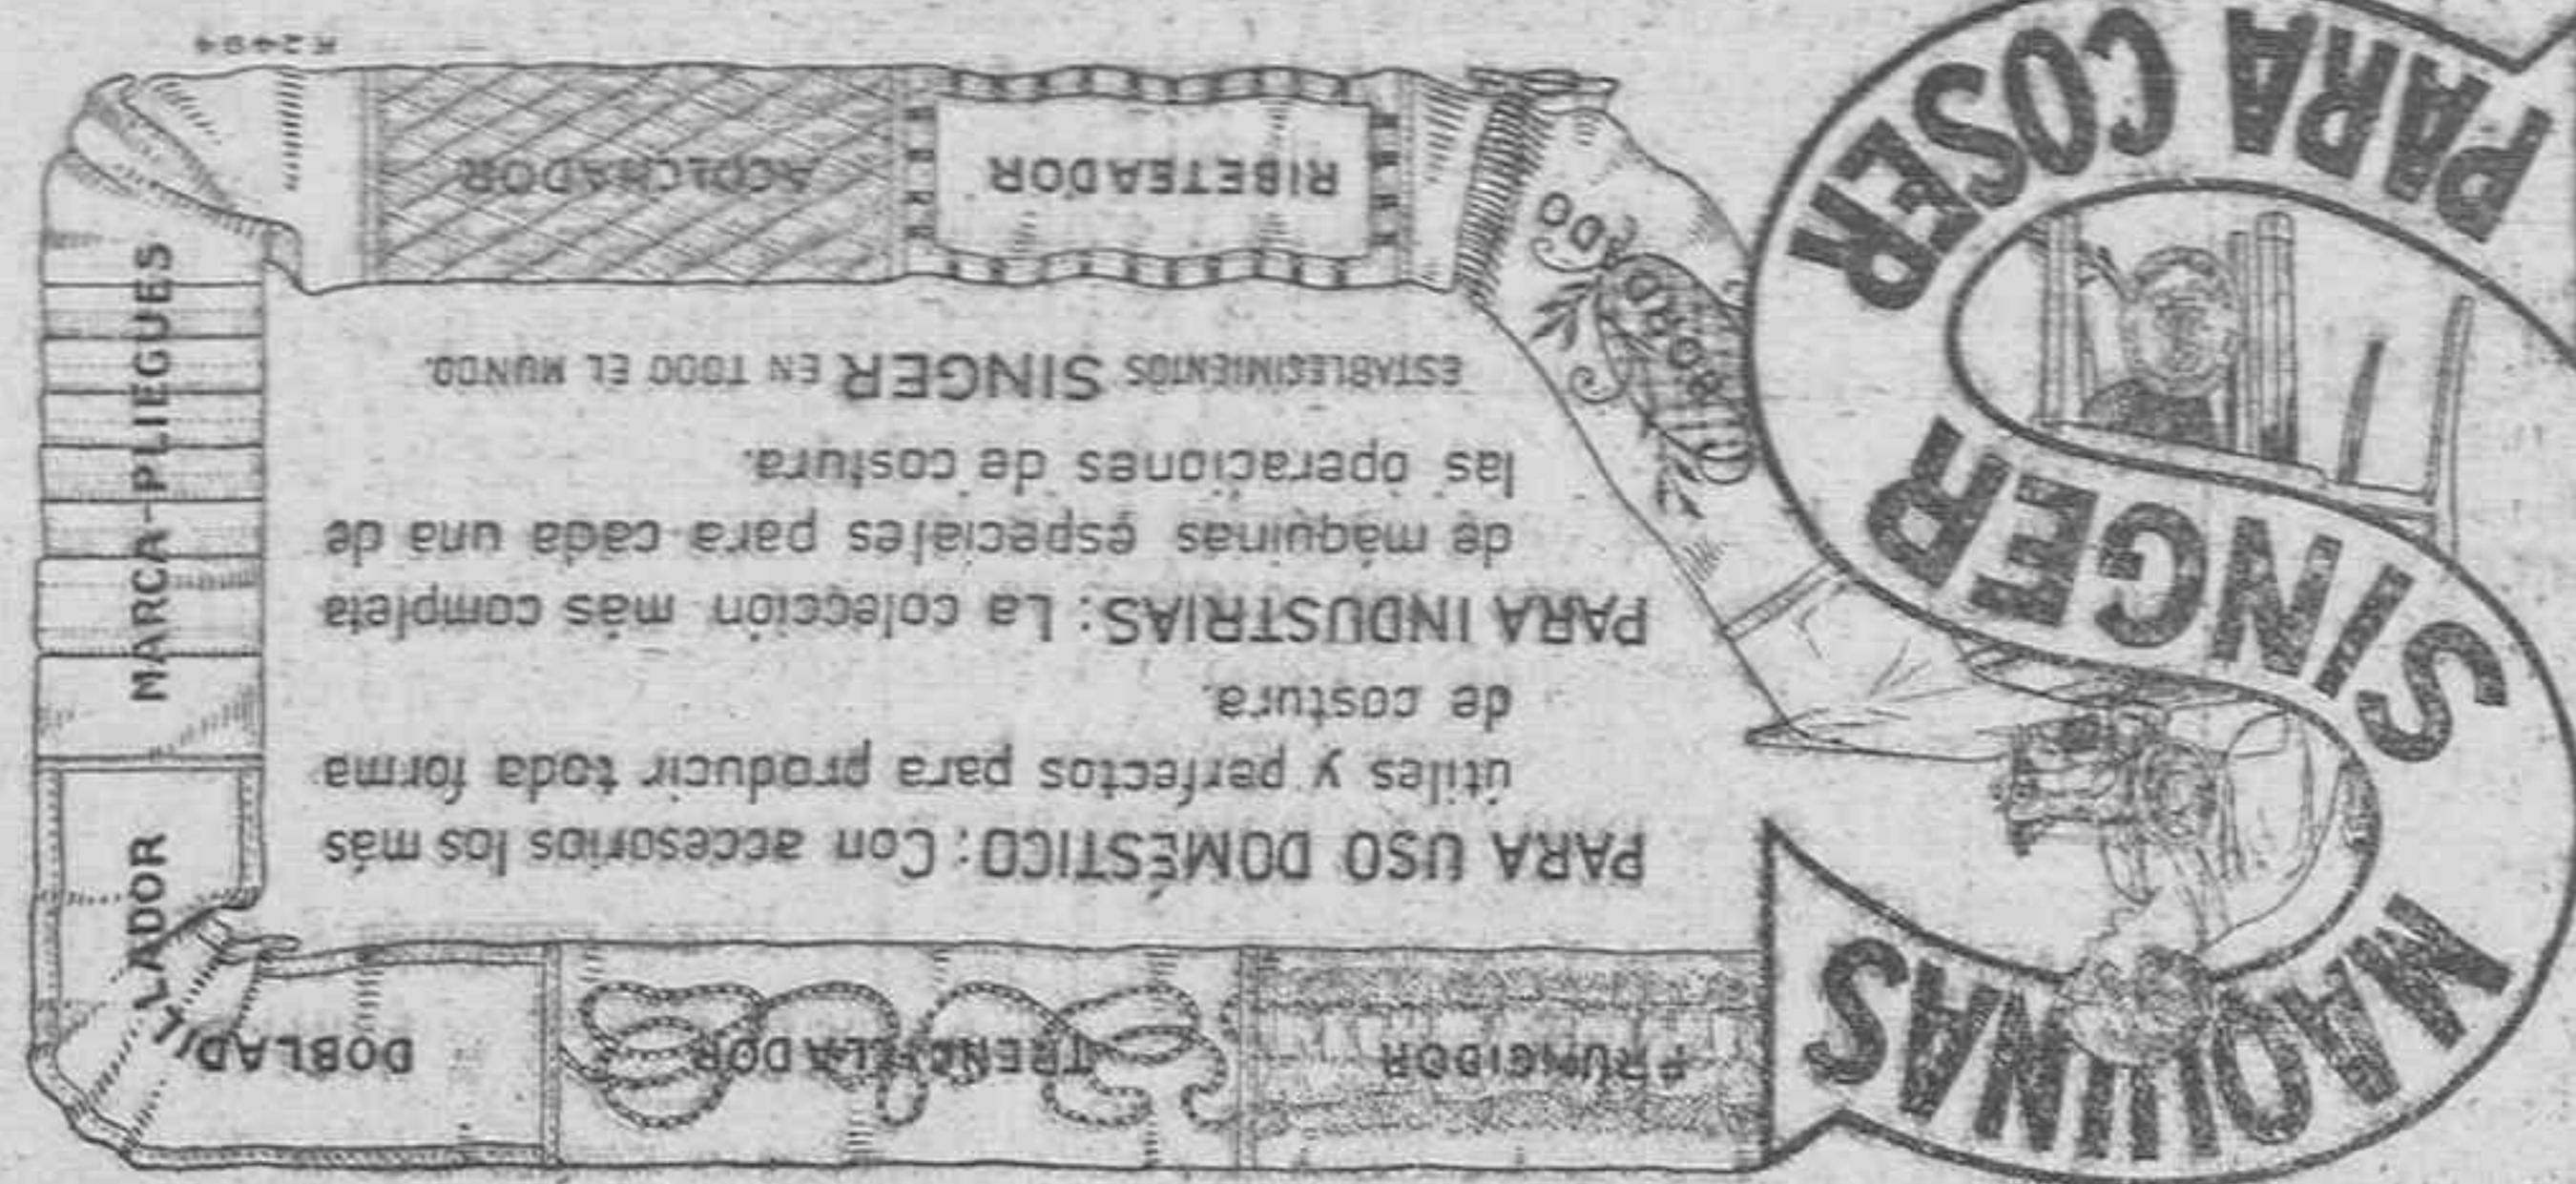 MAQUINAS
SINGER
PARA COSER
FRUNCIDOR
TRENCILLADOR
DOBLADILLADOR
PARA USO DOMÉSTICO: Con accesorios los más
útiles y perfectos para producir toda forma
de costura.
PARA INDUSTRIAS: La colección más completa
de máquinas especiales para cada una de
las operaciones de costura.
ESTABLECIMIENTOS SINGER EN TODO EL MUNDO.
MARCA-PLIEGUES
BORDADO
RIBETEADOR
ACOLCHADOR
R2494